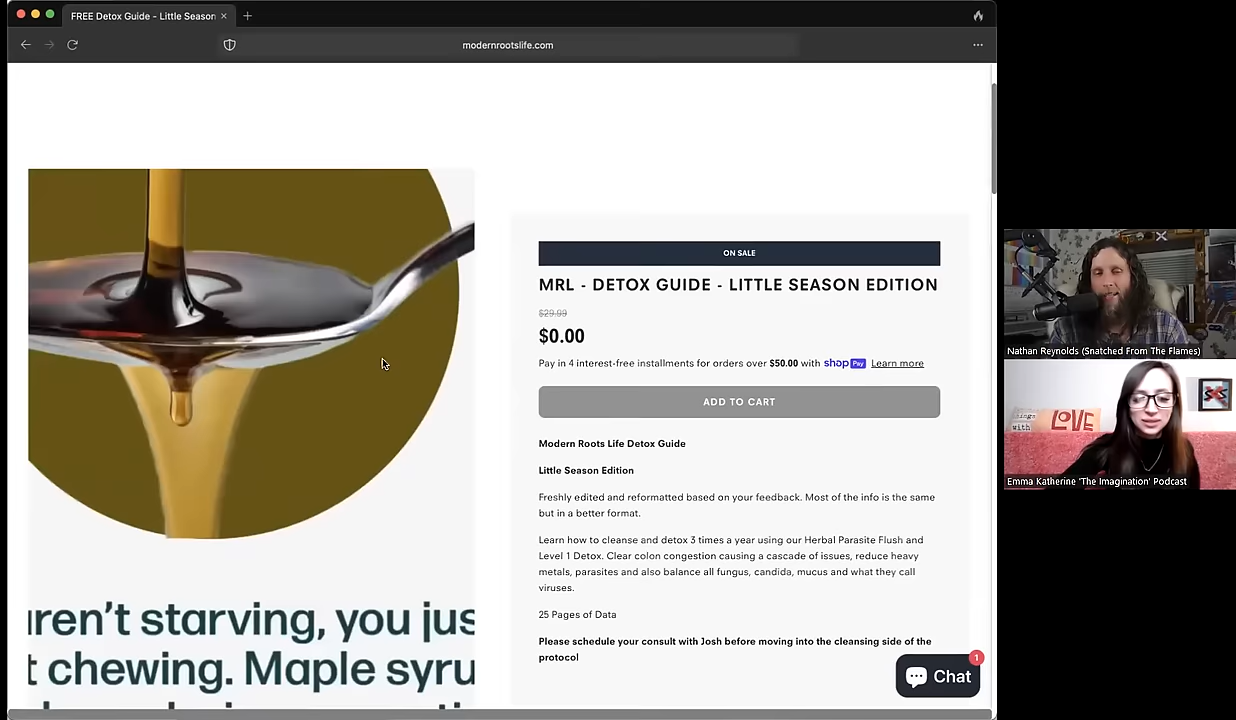 FREE Detox Guide - Little Season
modernrootslife.com
ON SALE
MRL - DETOX GUIDE - LITTLE SEASON EDITION
$29.99
$0.00
Pay in 4 interest-free installments for orders over $50.00 with shop Pay Learn more
ADD TO CART
Modern Roots Life Detox Guide
Little Season Edition
Freshly edited and reformatted based on your feedback. Most of the info is the same
but in a better format.
Learn how to cleanse and detox 3 times a year using our Herbal Parasite Flush and
Level 1 Detox. Clear colon congestion causing a cascade of issues, reduce heavy
metals, parasites and also balance all fungus, candida, mucus and what they call
viruses.
25 Pages of Data
Please schedule your consult with Josh before moving into the cleansing side of the
protocol
Chat
1
aren't starving, you jus
t chewing. Maple syru
Nathan Reynolds (Snatched From The Flames)
things
with
LOVE
Emma Katherine 'The Imagination' Podcast